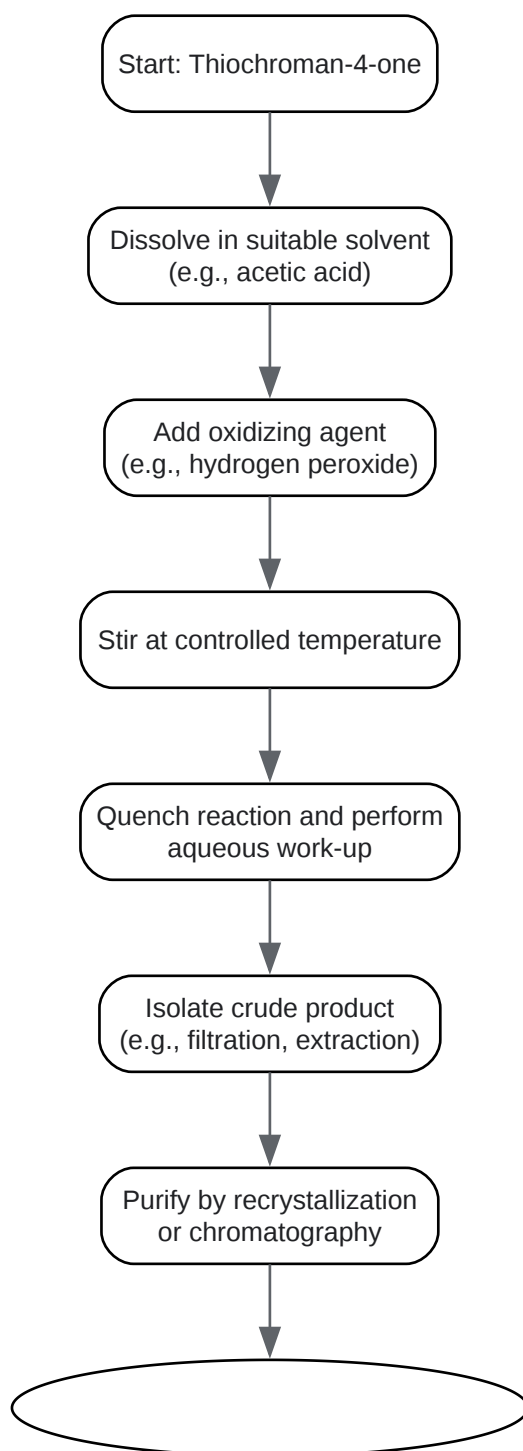 Start: Thiochroman-4-one
Dissolve in suitable solvent
(e.g., acetic acid)
Add oxidizing agent
(e.g., hydrogen peroxide)
Stir at controlled temperature
Quench reaction and perform
aqueous work-up
Isolate crude product
(e.g., filtration, extraction)
Purify by recrystallization
or chromatography